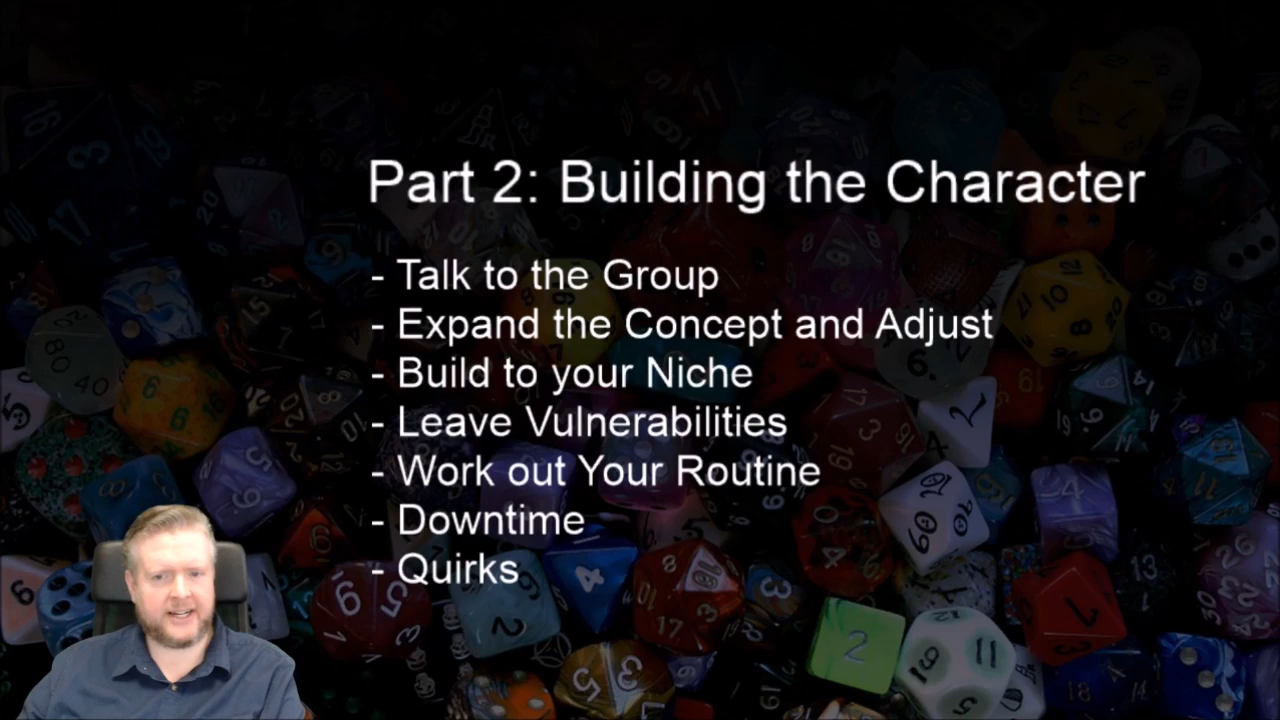 Part 2: Building the Character
- Talk to the Group
- Expand the Concept and Adjust
- Build to your Niche
- Leave Vulnerabilities
- Work out Your Routine
- Downtime
- Quirks